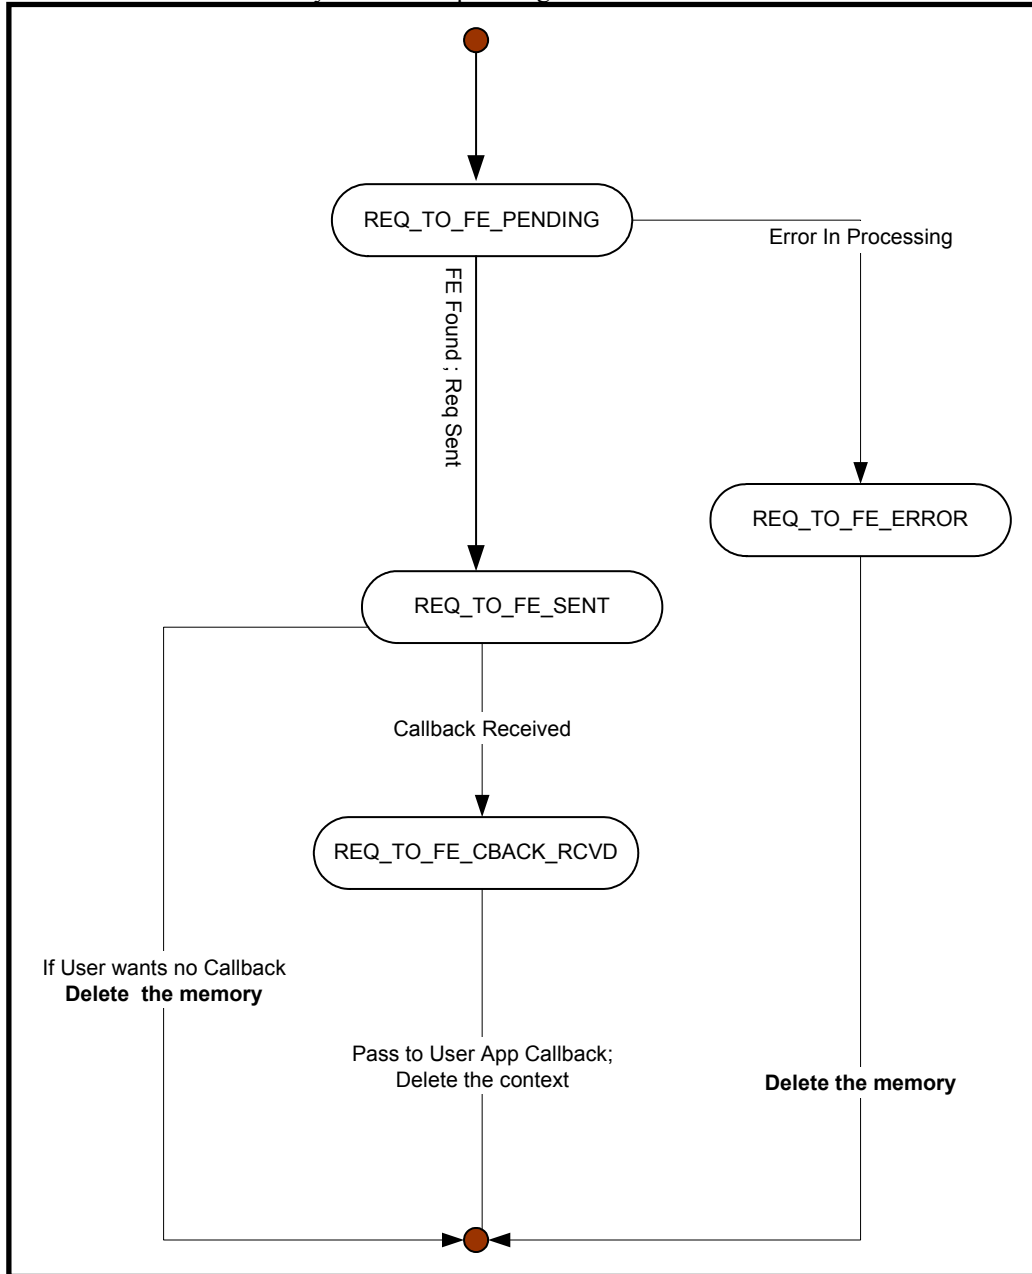 REQ_TO_FE_PENDING
Error In Processing
FE Found ; Req Sent
REQ_TO_FE_ERROR
REQ_TO_FE_SENT
Callback Received
REQ_TO_FE_CBACK_RCVD
If User wants no Callback
Delete the memory
Pass to User App Callback;
Delete the context
Delete the memory